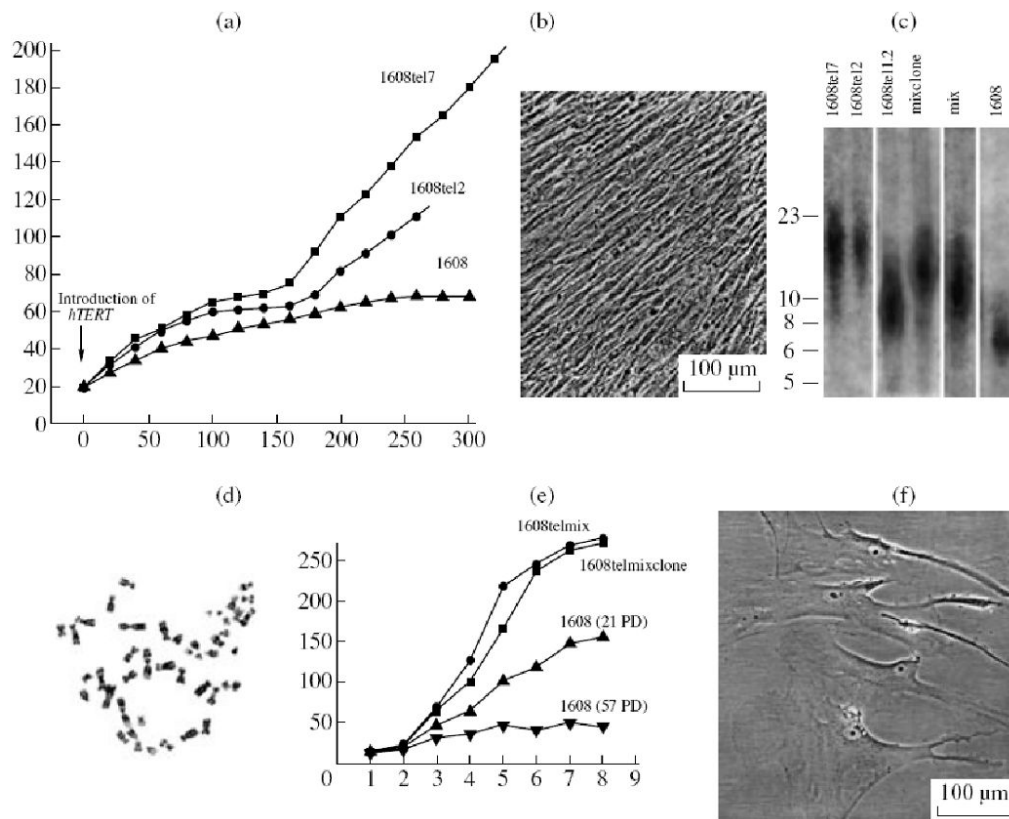 (a)
200
180
160
140
120
100
80
60
40
20
0
0 50 100 150 200 250 300
1608tel7
1608tel2
1608
Introduction of
hTERT
(b)
100 µm
(c)
1608tel7
1608tel2
1608tel1.2
mixclone
mix
1608
23
10
8
6
5
(d)
(e)
250
200
150
100
50
0 1 2 3 4 5 6 7 8 9
1608telmix
1608telmixclone
1608 (21 PD)
1608 (57 PD)
(f)
100 µm